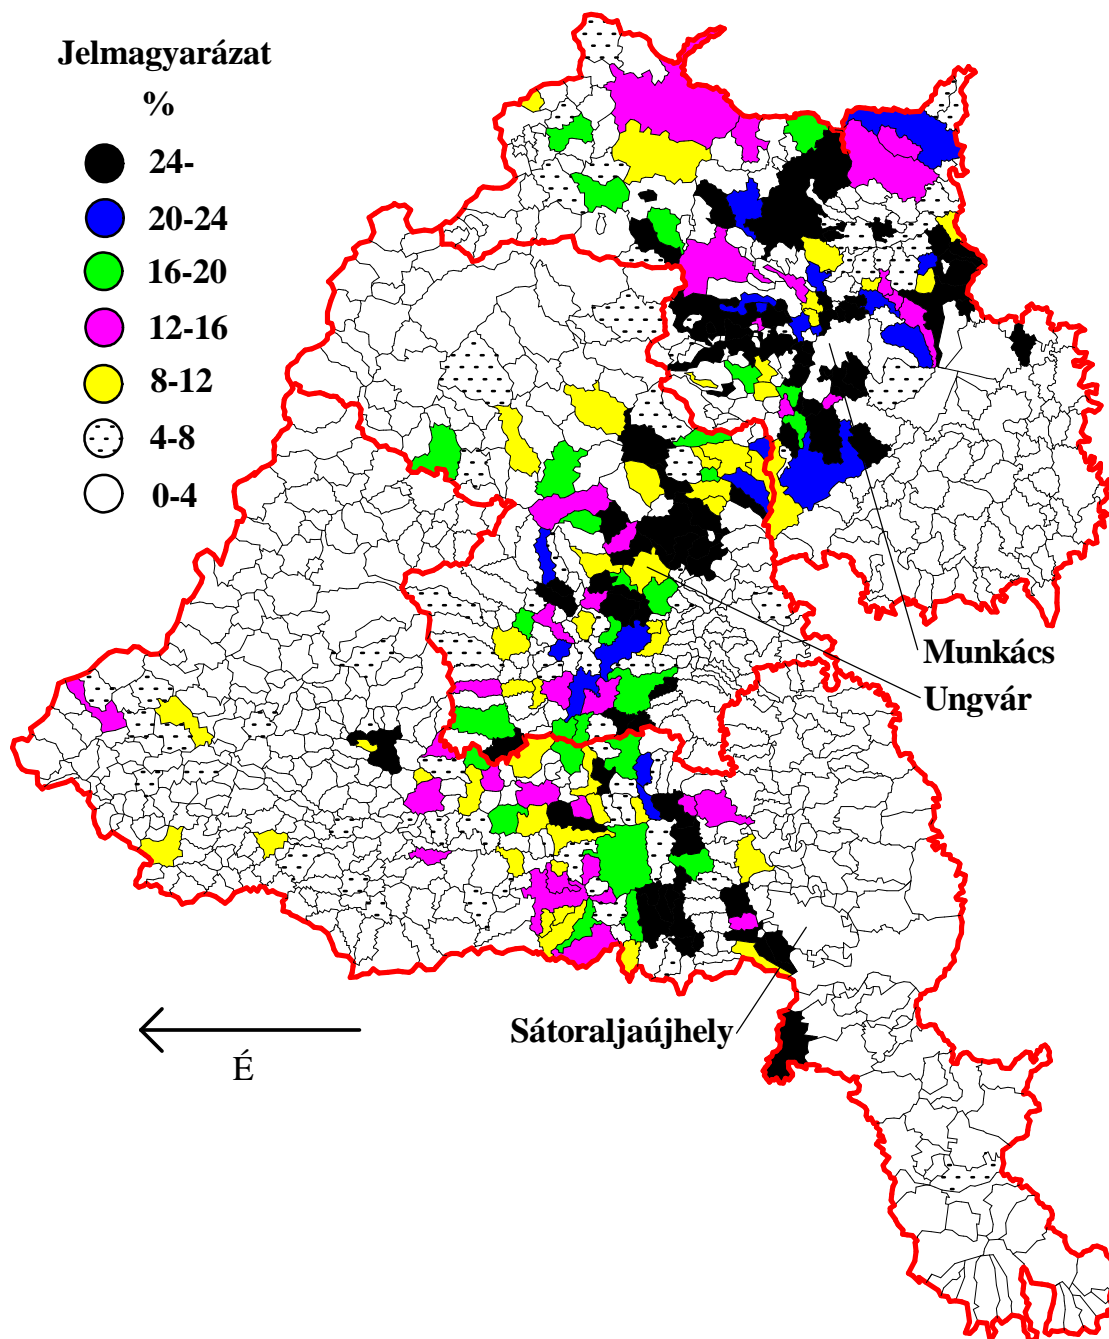 Jelmagyarázat
%
24-
20-24
16-20
12-16
8-12
4-8
0-4
Munkács
Ungvár
Sátoraljaújhely
É